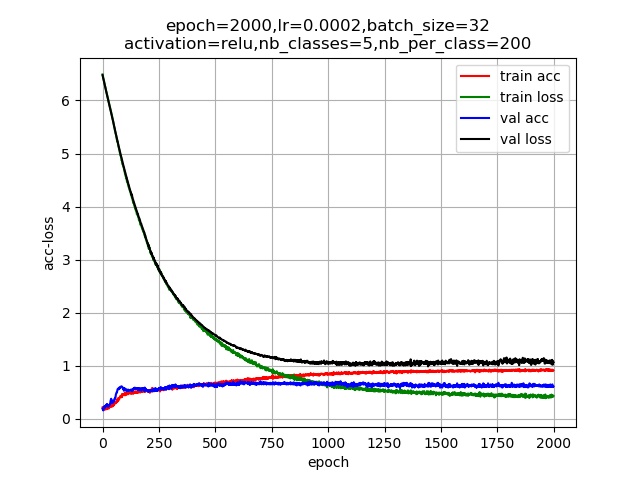 epoch=2000,lr=0.0002,batch_size=32
activation=relu,nb_classes=5,nb_per_class=200
train acc
train loss
val acc
val loss
acc-loss
6
5
4
3
2
1
0
0 250 500 750 1000 1250 1500 1750 2000
epoch